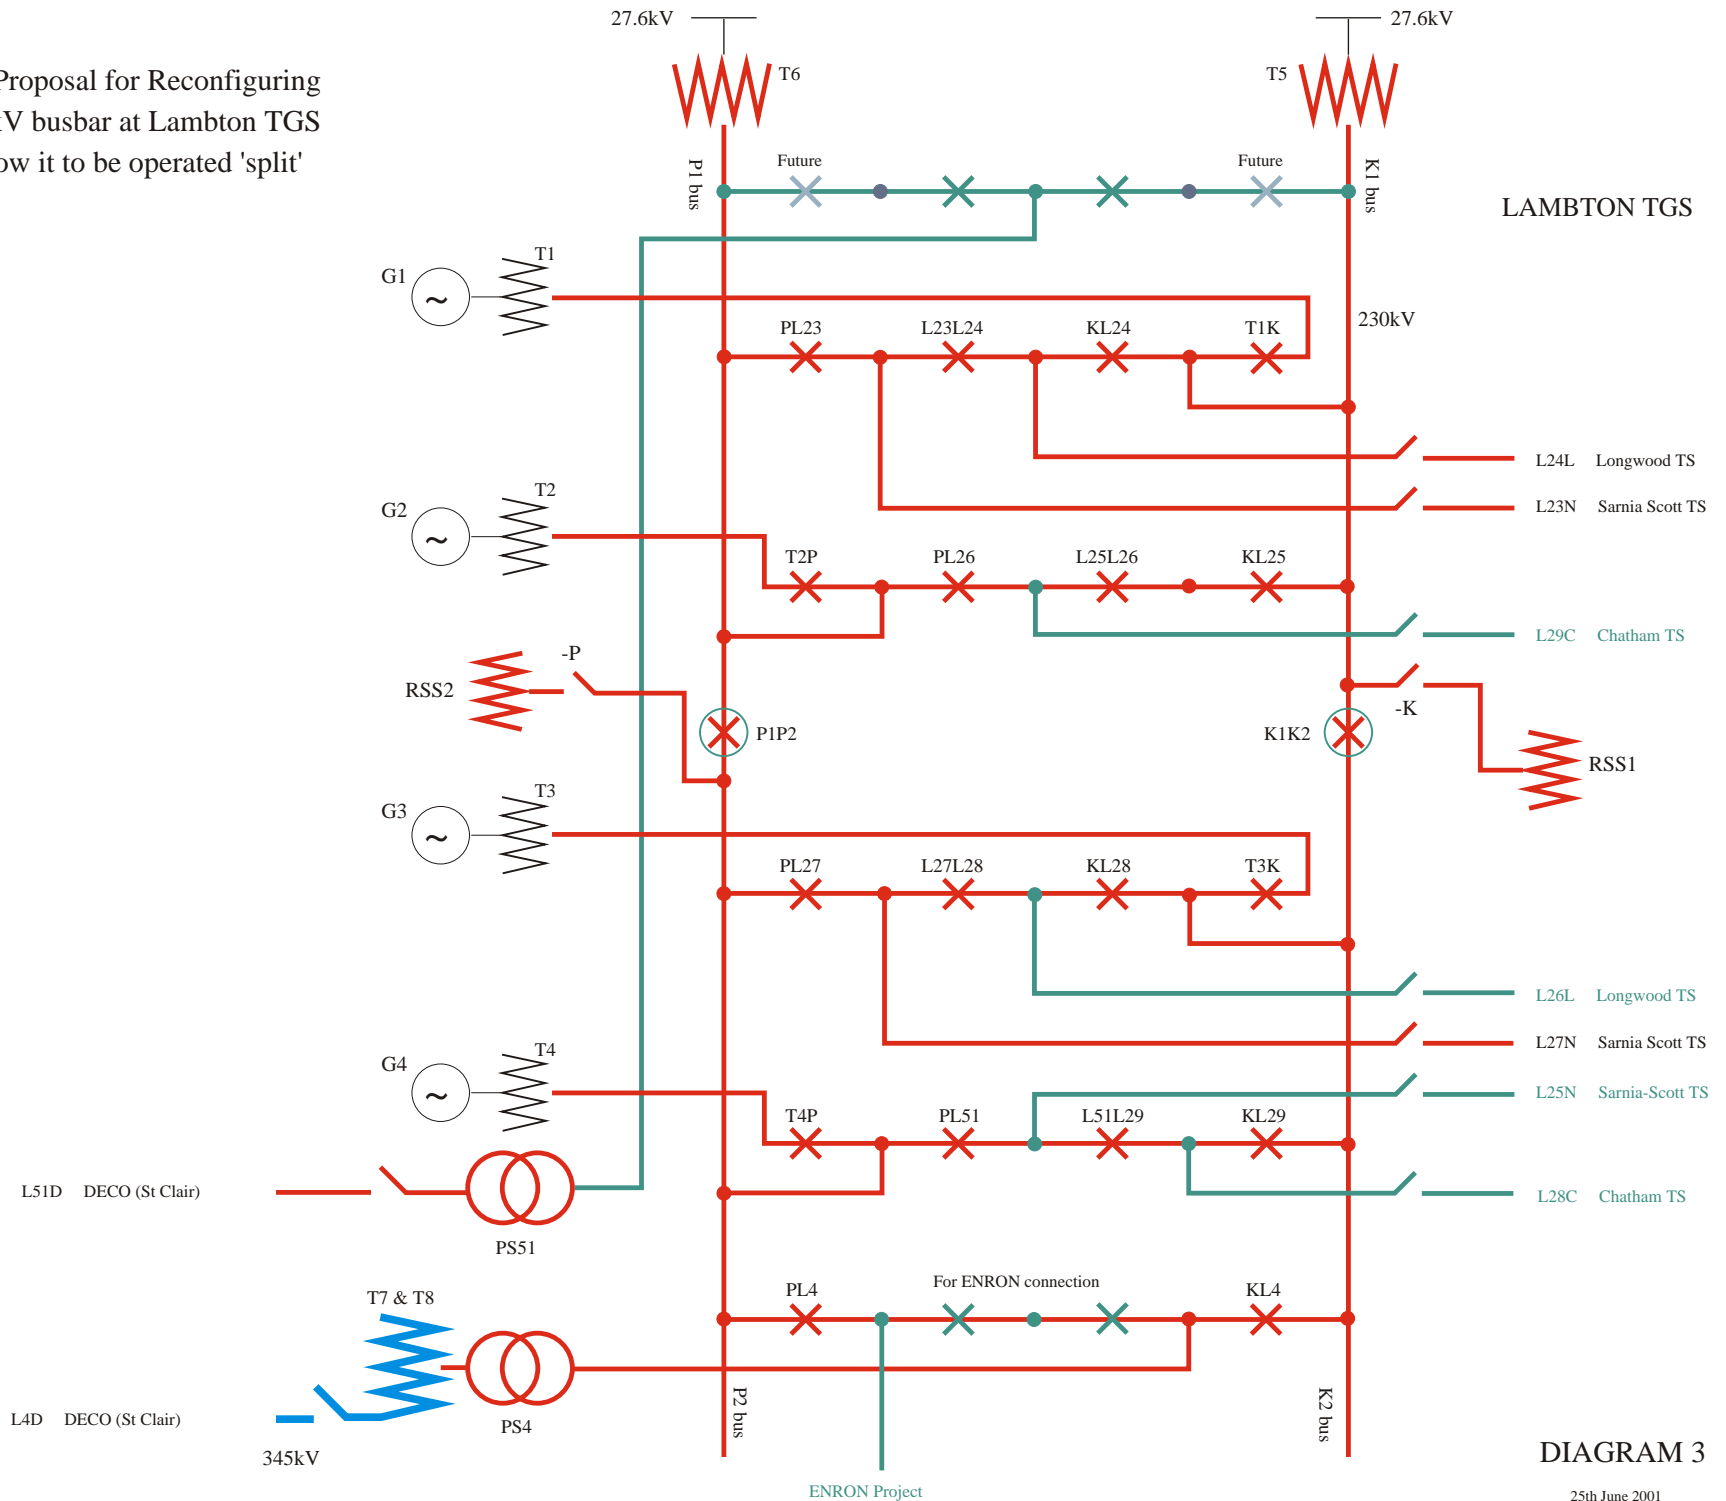 27.6kV
27.6kV
Proposal for Reconfiguring
V busbar at Lambton TGS
ow it to be operated 'split'
T6
T5
P1 bus
Future
Future
K1 bus
LAMBTON TGS
G1
T1
230kV
PL23
L23L24
KL24
T1K
L24L Longwood TS
L23N Sarnia Scott TS
G2
T2
T2P
PL26
L25L26
KL25
L29C Chatham TS
RSS2
-P
-K
P1P2
K1K2
RSS1
G3
T3
PL27
L27L28
KL28
T3K
L26L Longwood TS
L27N Sarnia Scott TS
G4
T4
L25N Sarnia-Scott TS
T4P
PL51
L51L29
KL29
L51D DECO (St Clair)
L28C Chatham TS
PS51
T7 & T8
PL4
For ENRON connection
KL4
L4D DECO (St Clair)
PS4
P2 bus
K2 bus
345kV
DIAGRAM 3
ENRON Project
25th June 2001